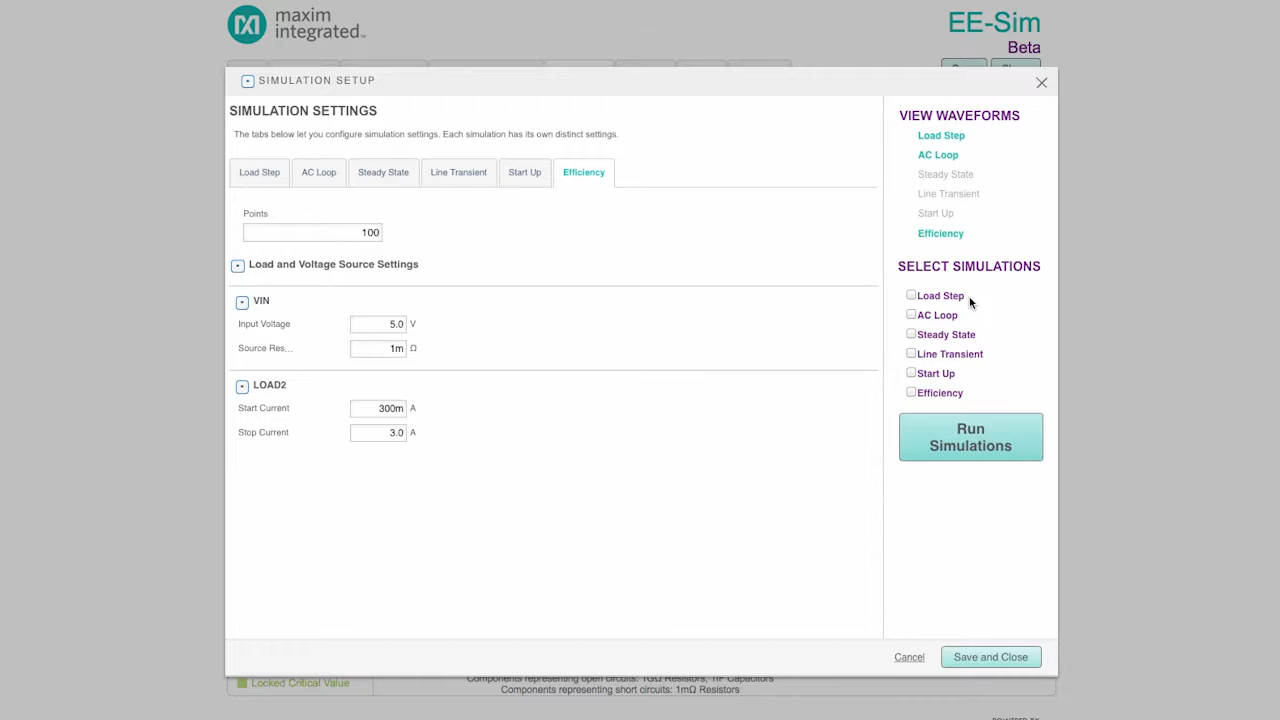 maxim
integrated™
EE-Sim
Beta
SIMULATION SETUP
SIMULATION SETTINGS
The tabs below let you configure simulation settings. Each simulation has its own distinct settings.
Load Step
AC Loop
Steady State
Line Transient
Start Up
Efficiency
Points
100
Load and Voltage Source Settings
VIN
Input Voltage 5.0 V
Source Res... 1m Ω
LOAD2
Start Current 300m A
Stop Current 3.0 A
VIEW WAVEFORMS
Load Step
AC Loop
Steady State
Line Transient
Start Up
Efficiency
SELECT SIMULATIONS
Load Step
AC Loop
Steady State
Line Transient
Start Up
Efficiency
Run
Simulations
Cancel
Save and Close
Locked Critical Value
Components representing open circuits: 1GΩ Resistors, 1fF Capacitors
Components representing short circuits: 1mΩ Resistors